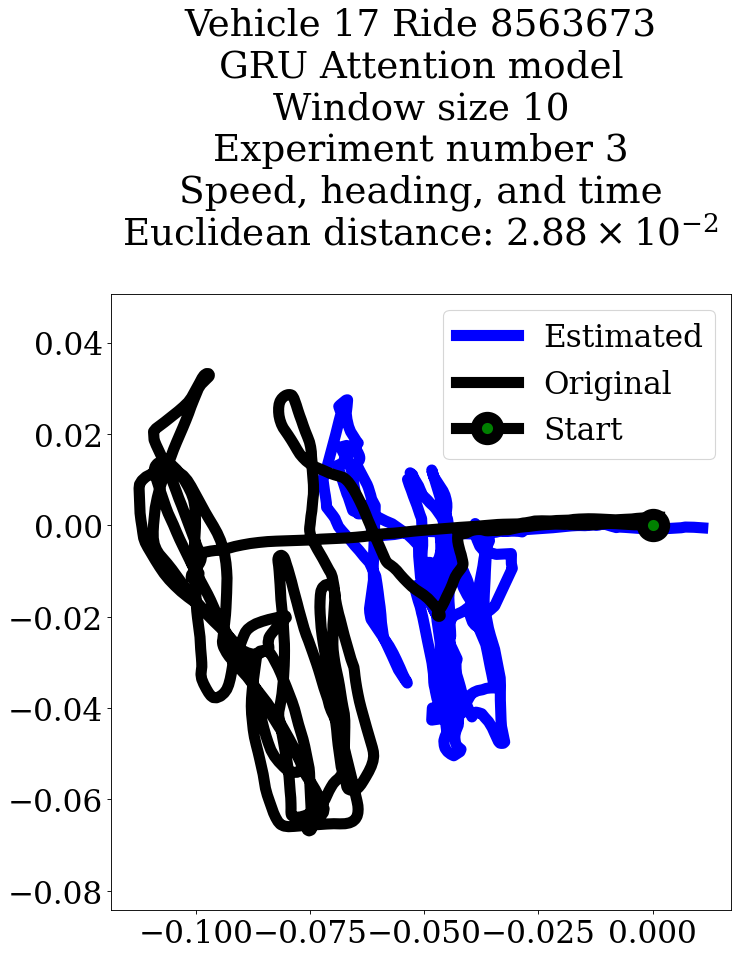 Vehicle 17 Ride 8563673
GRU Attention model
Window size 10
Experiment number 3
Speed, heading, and time
Euclidean distance: 2.88 × 10⁻²
Estimated
Original
Start
0.04
0.02
0.00
−0.02
−0.04
−0.06
−0.08
−0.100 −0.075 −0.050 −0.025 0.000